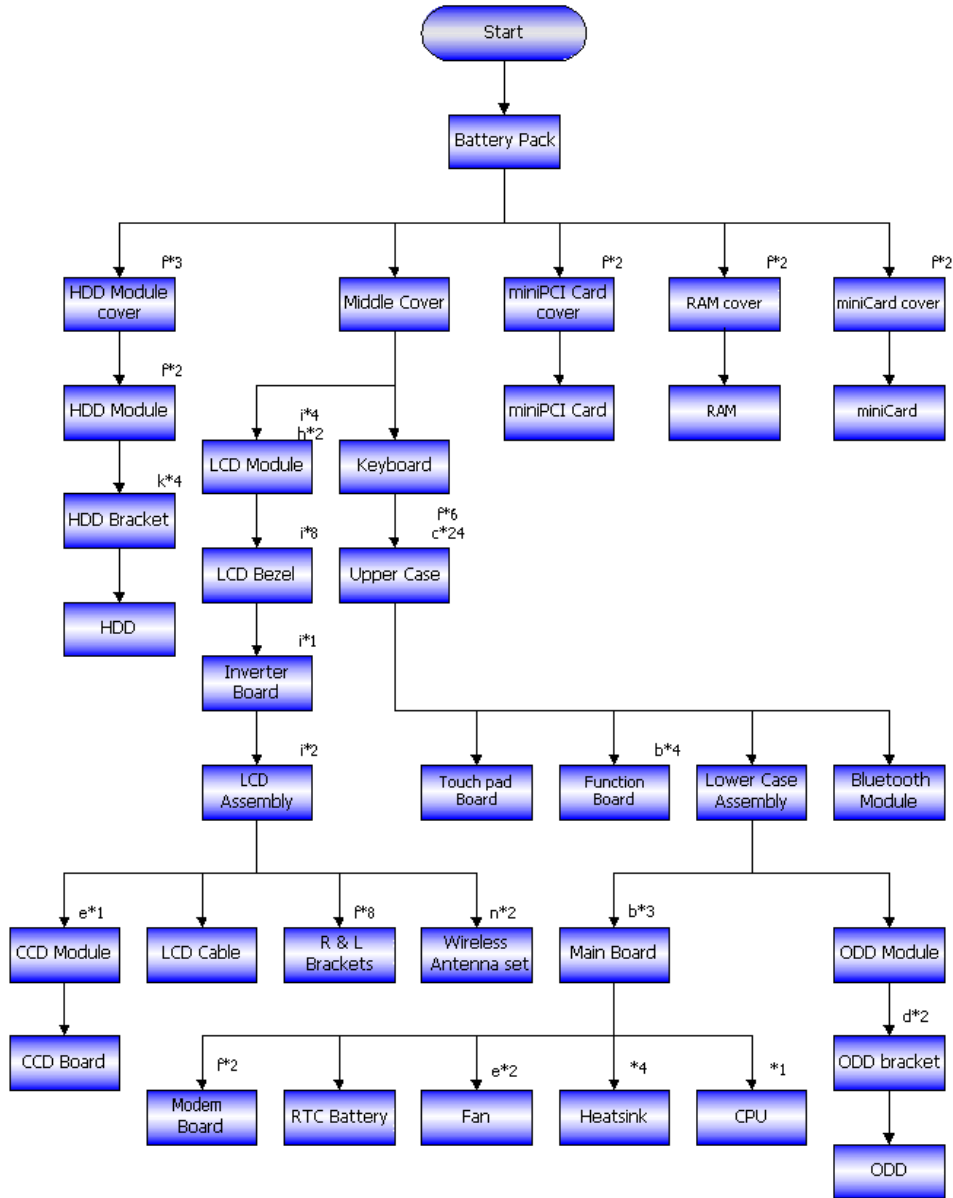 Start
Battery Pack
f*3
f*2
f*2
f*2
HDD Module
cover
Middle Cover
miniPCI Card
cover
RAM cover
miniCard cover
f*2
HDD Module
miniPCI Card
RAM
miniCard
i*4
h*2
LCD Module
Keyboard
k*4
HDD Bracket
f*6
c*24
i*8
LCD Bezel
Upper Case
HDD
i*1
Inverter
Board
i*2
b*4
LCD
Assembly
Touch pad
Board
Function
Board
Lower Case
Assembly
Bluetooth
Module
e*1
f*8
n*2
b*3
CCD Module
LCD Cable
R & L
Brackets
Wireless
Antenna set
Main Board
ODD Module
d*2
CCD Board
ODD bracket
f*2
e*2
*4
*1
Modem
Board
RTC Battery
Fan
Heatsink
CPU
ODD